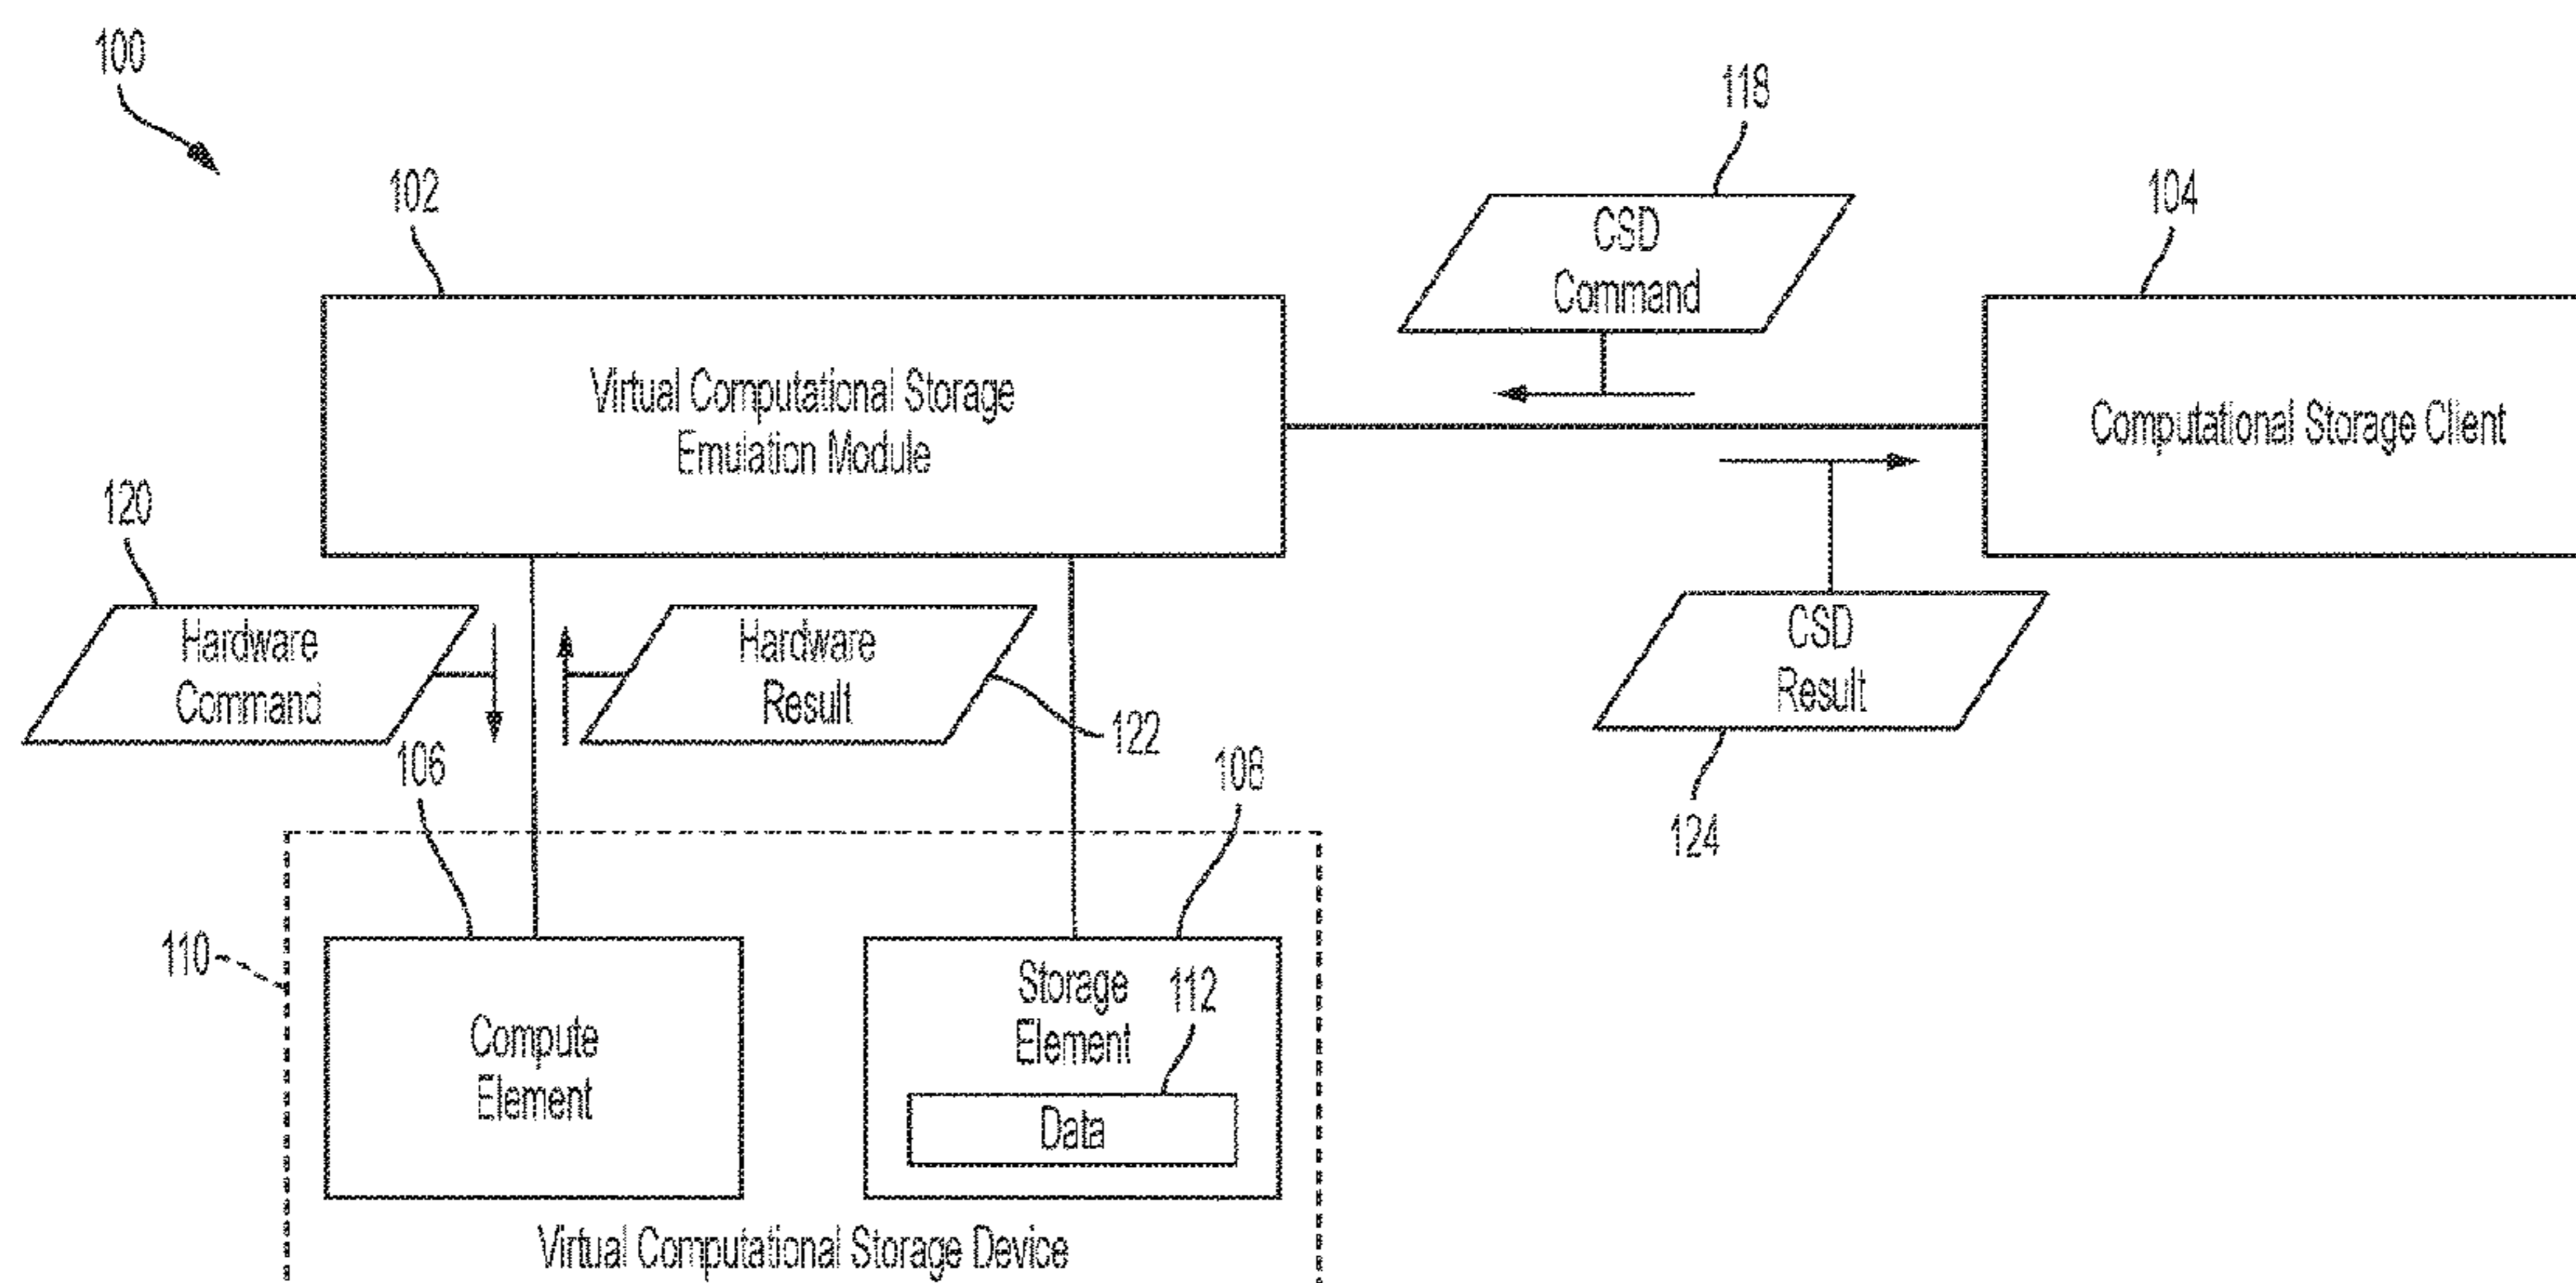 100
118
102
104
CSD
Command
Virtual Computational Storage
Emulation Module
Computational Storage Client
120
Hardware
Command
Hardware
Result
CSD
Result
122
106
108
124
110
Storage
Element
112
Compute
Element
Data
Virtual Computational Storage Device